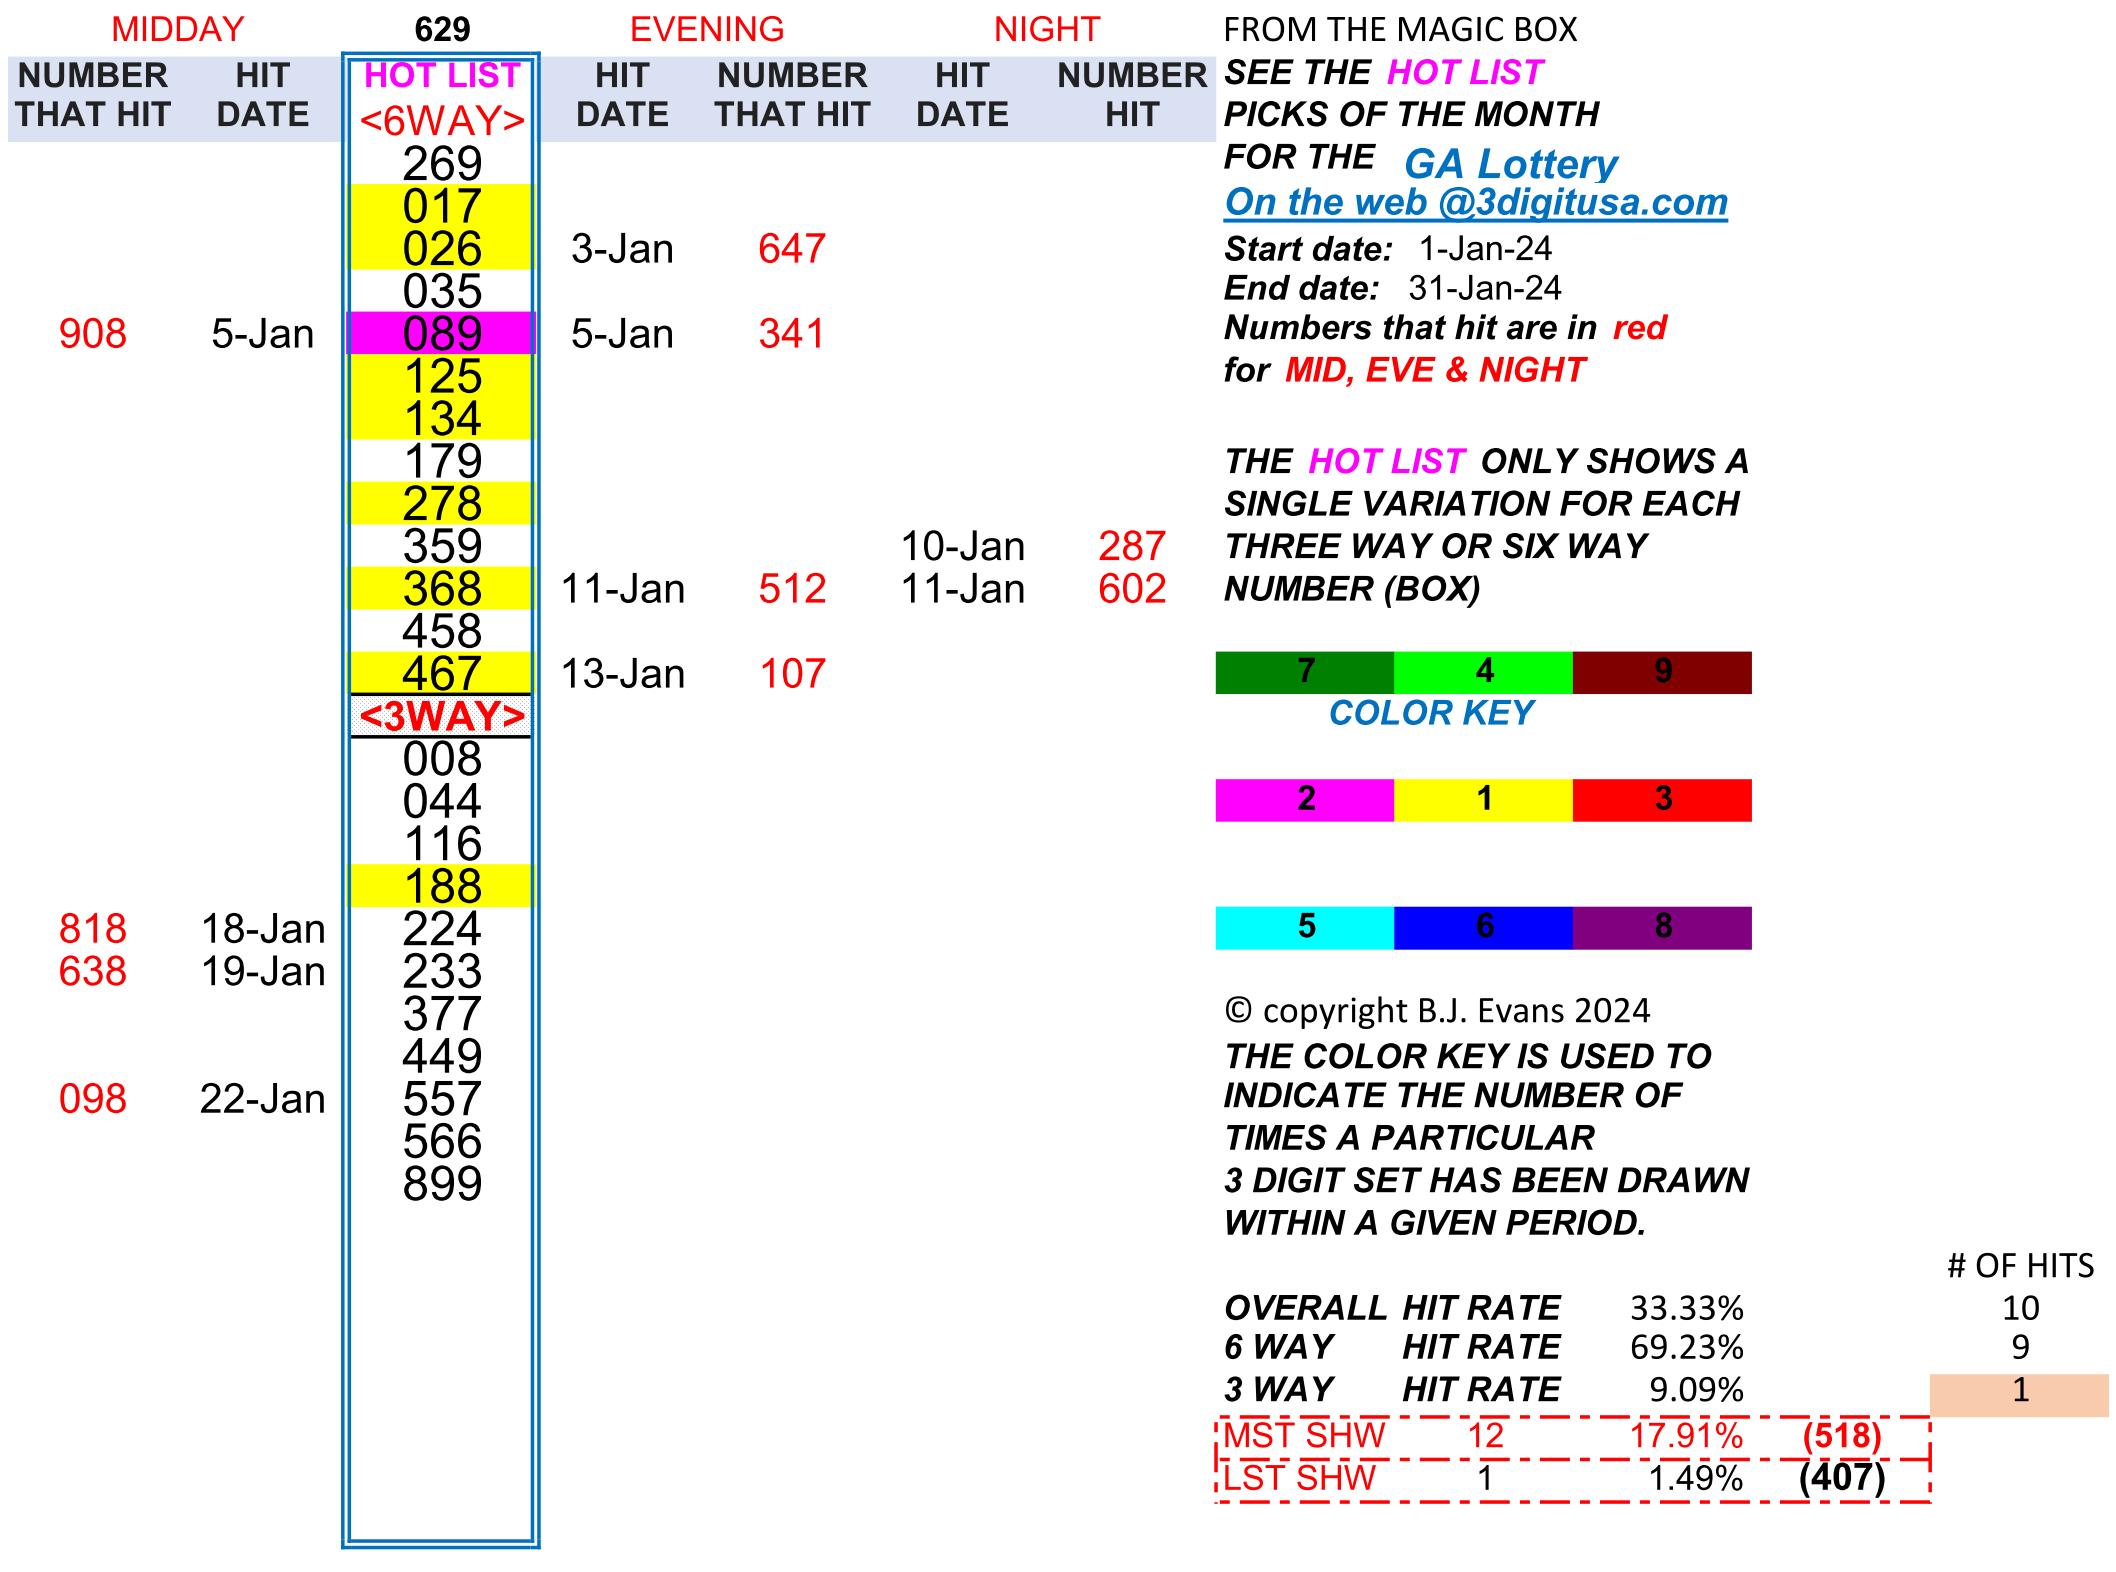 MIDDAY 629 EVENING NIGHT FROM THE MAGIC BOX
NUMBER HIT HOT LIST HIT NUMBER HIT NUMBER SEE THE HOT LIST
THAT HIT DATE <6WAY> DATE THAT HIT DATE HIT PICKS OF THE MONTH
269 FOR THE GA Lottery
017 On the web @3digitusa.com
026 3-Jan 647 Start date: 1-Jan-24
035 End date: 31-Jan-24
908 5-Jan 089 5-Jan 341 Numbers that hit are in red
125 for MID, EVE & NIGHT
134
179 THE HOT LIST ONLY SHOWS A
278 SINGLE VARIATION FOR EACH
359 10-Jan 287 THREE WAY OR SIX WAY
368 11-Jan 512 11-Jan 602 NUMBER (BOX)
458
467 13-Jan 107 7 4 9
<3WAY> COLOR KEY
008
044 2 1 3
116
188
818 18-Jan 224 5 6 8
638 19-Jan 233
377 © copyright B.J. Evans 2024
449 THE COLOR KEY IS USED TO
098 22-Jan 557 INDICATE THE NUMBER OF
566 TIMES A PARTICULAR
899 3 DIGIT SET HAS BEEN DRAWN
WITHIN A GIVEN PERIOD.
# OF HITS
OVERALL HIT RATE 33.33% 10
6 WAY HIT RATE 69.23% 9
3 WAY HIT RATE 9.09% 1
MST SHW 12 17.91% (518)
LST SHW 1 1.49% (407)